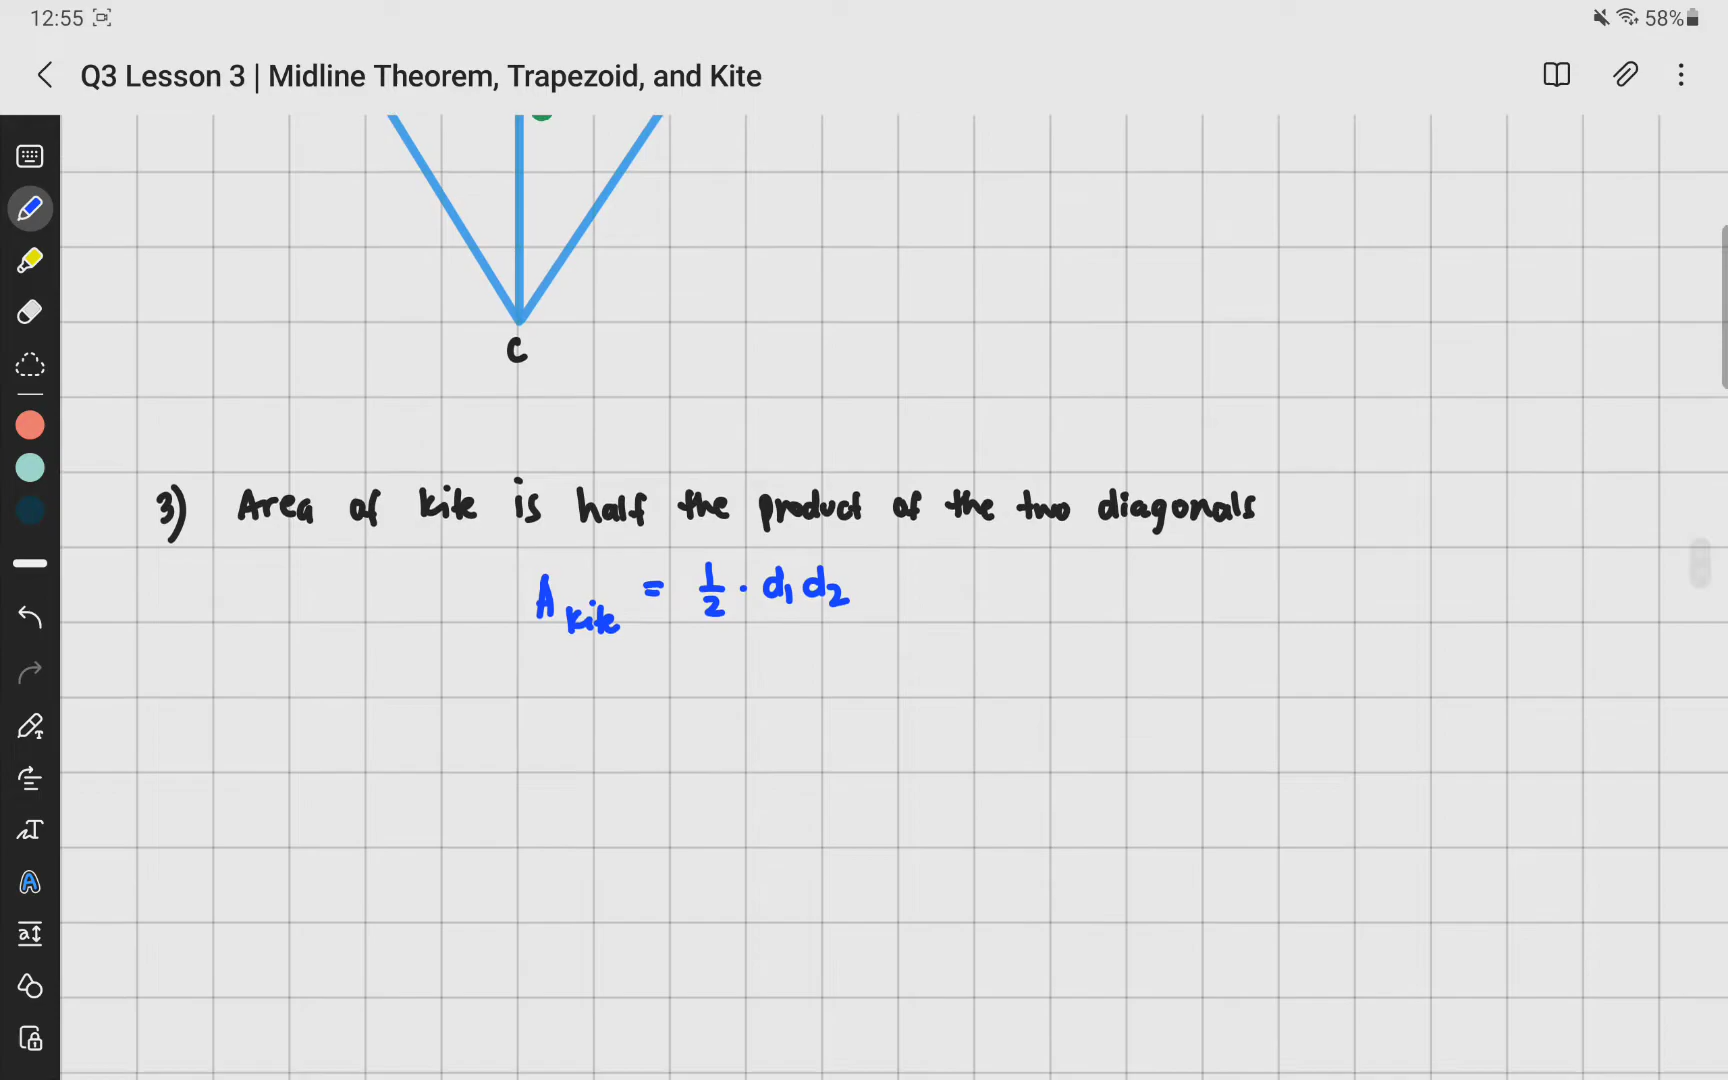 12:55 58%
Q3 Lesson 3 | Midline Theorem, Trapezoid, and Kite
C
3) Area of kite is half the product of the two diagonals
A kite = 1/2 · d₁ d₂